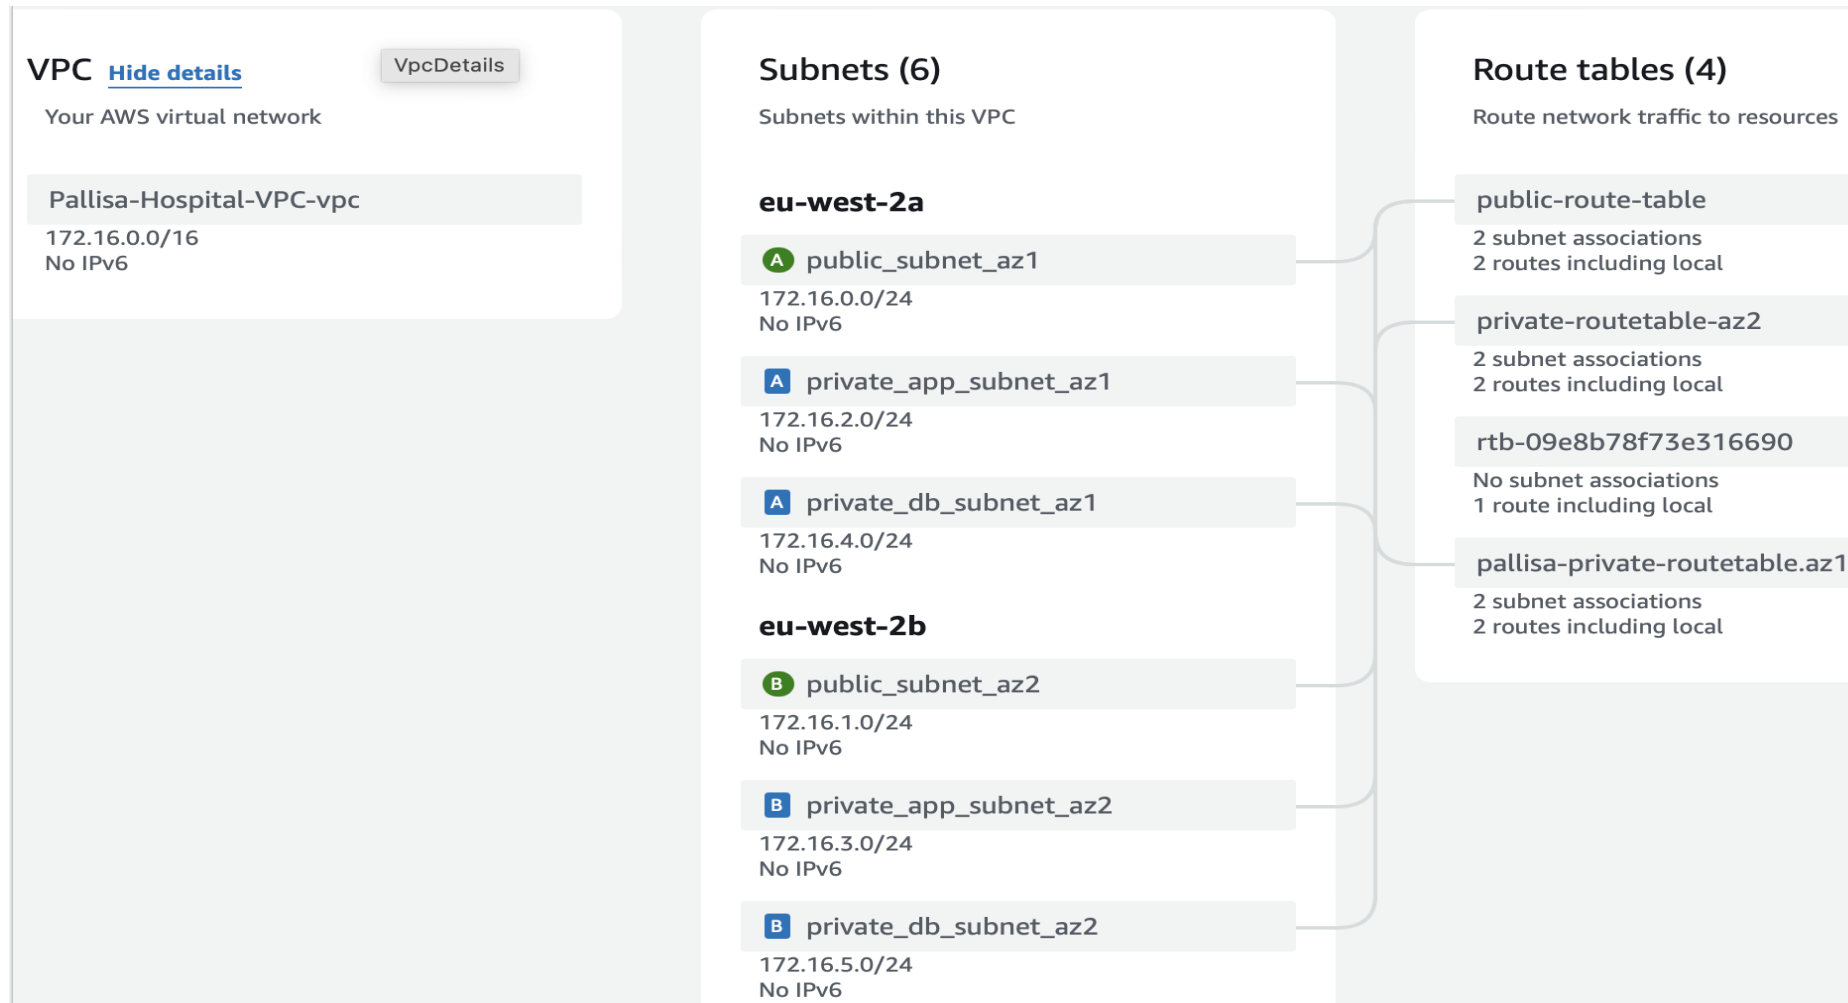 VPC Hide details
VpcDetails
Your AWS virtual network
Pallisa-Hospital-VPC-vpc
172.16.0.0/16
No IPv6
Subnets (6)
Subnets within this VPC
eu-west-2a
A public_subnet_az1
172.16.0.0/24
No IPv6
A private_app_subnet_az1
172.16.2.0/24
No IPv6
A private_db_subnet_az1
172.16.4.0/24
No IPv6
eu-west-2b
B public_subnet_az2
172.16.1.0/24
No IPv6
B private_app_subnet_az2
172.16.3.0/24
No IPv6
B private_db_subnet_az2
172.16.5.0/24
No IPv6
Route tables (4)
Route network traffic to resources
public-route-table
2 subnet associations
2 routes including local
private-routetable-az2
2 subnet associations
2 routes including local
rtb-09e8b78f73e316690
No subnet associations
1 route including local
pallisa-private-routetable.az1
2 subnet associations
2 routes including local